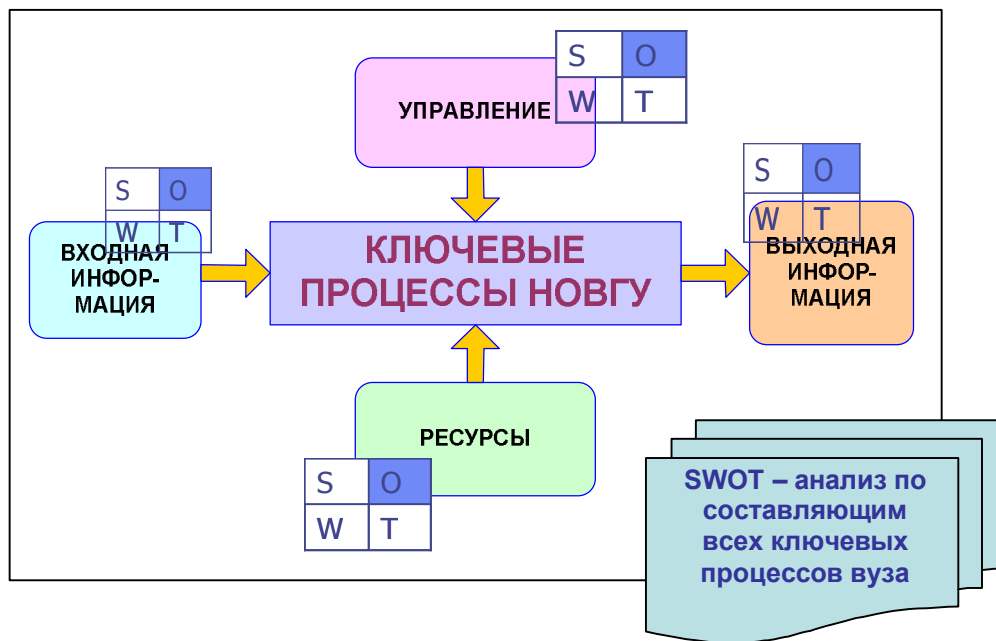 S O
W T
УПРАВЛЕНИЕ
S O
W T
ВХОДНАЯ
ИНФОР-
МАЦИЯ
КЛЮЧЕВЫЕ
ПРОЦЕССЫ НОВГУ
S O
W T
ВЫХОДНАЯ
ИНФОР-
МАЦИЯ
РЕСУРСЫ
S O
W T
SWOT – анализ по
составляющим
всех ключевых
процессов вуза